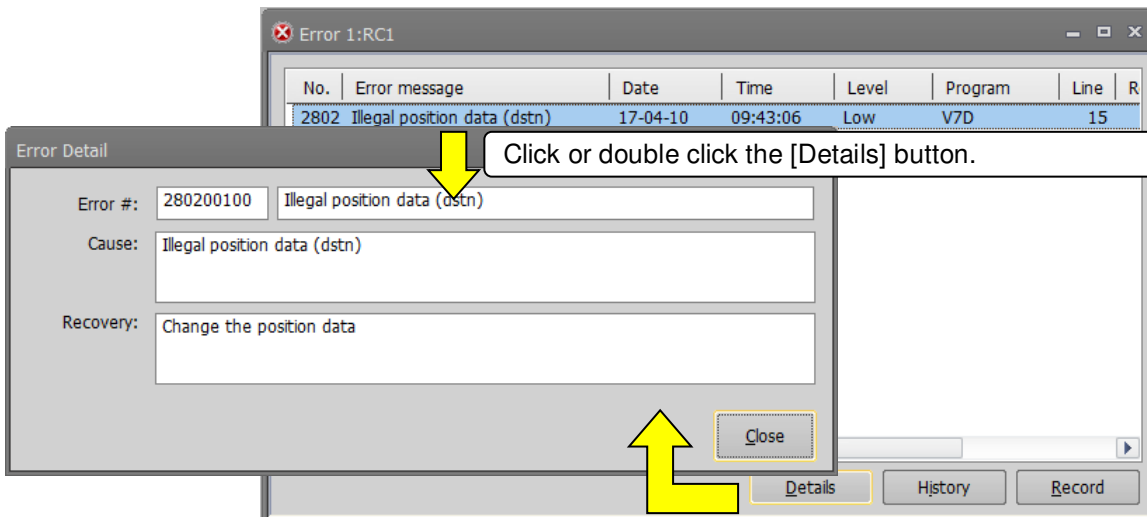 Error 1:RC1
No. Error message Date Time Level Program Line R
2802 Illegal position data (dstn) 17-04-10 09:43:06 Low V7D 15
Error Detail
Click or double click the [Details] button.
Error #: 280200100 Illegal position data (dstn)
Cause: Illegal position data (dstn)
Recovery: Change the position data
Close
Details History Record